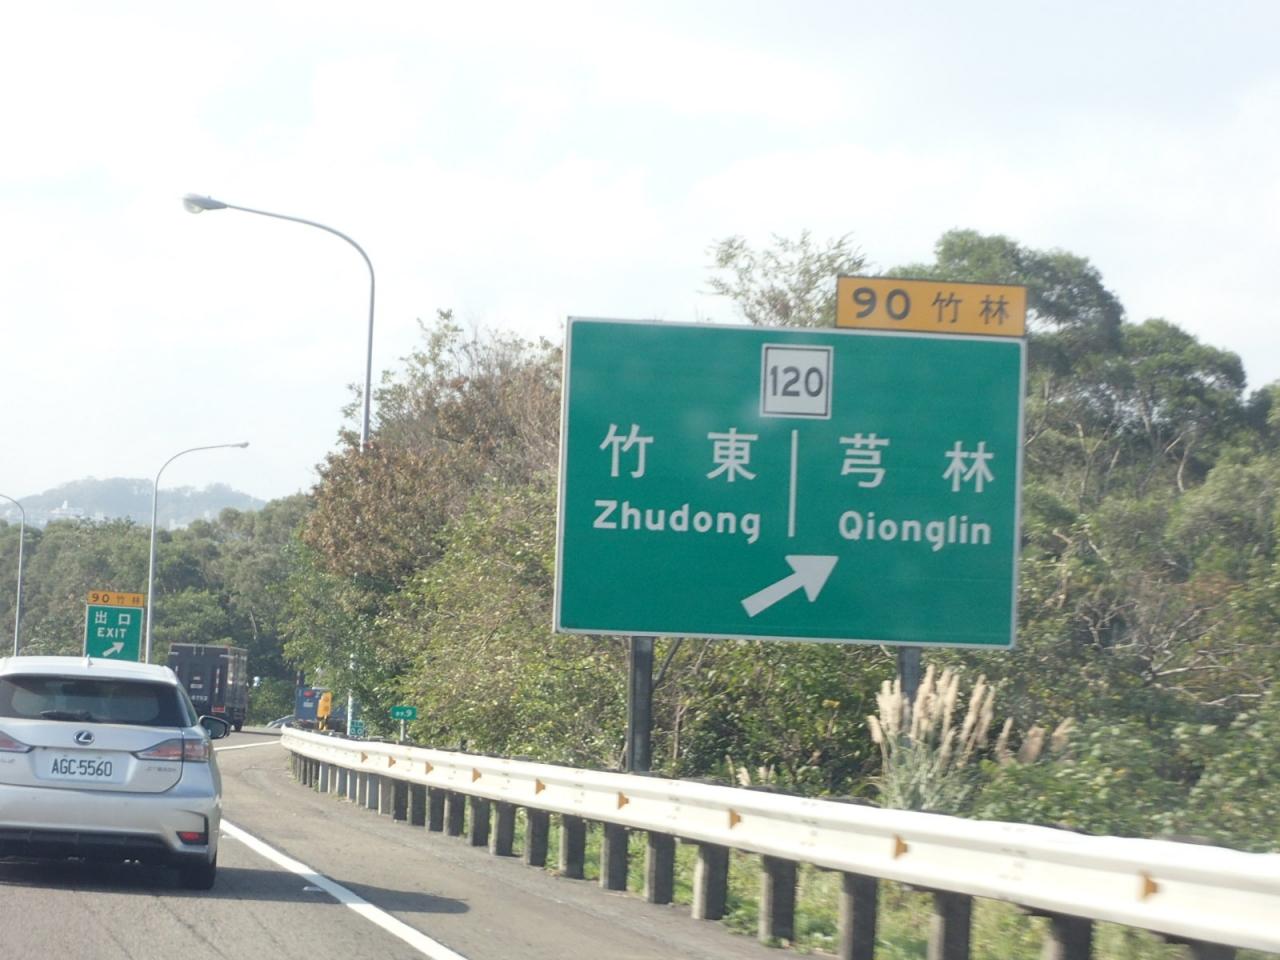 90 竹林
120
竹東 芎林
Zhudong Qionglin
90 竹林
出口
EXIT
AGC-5560